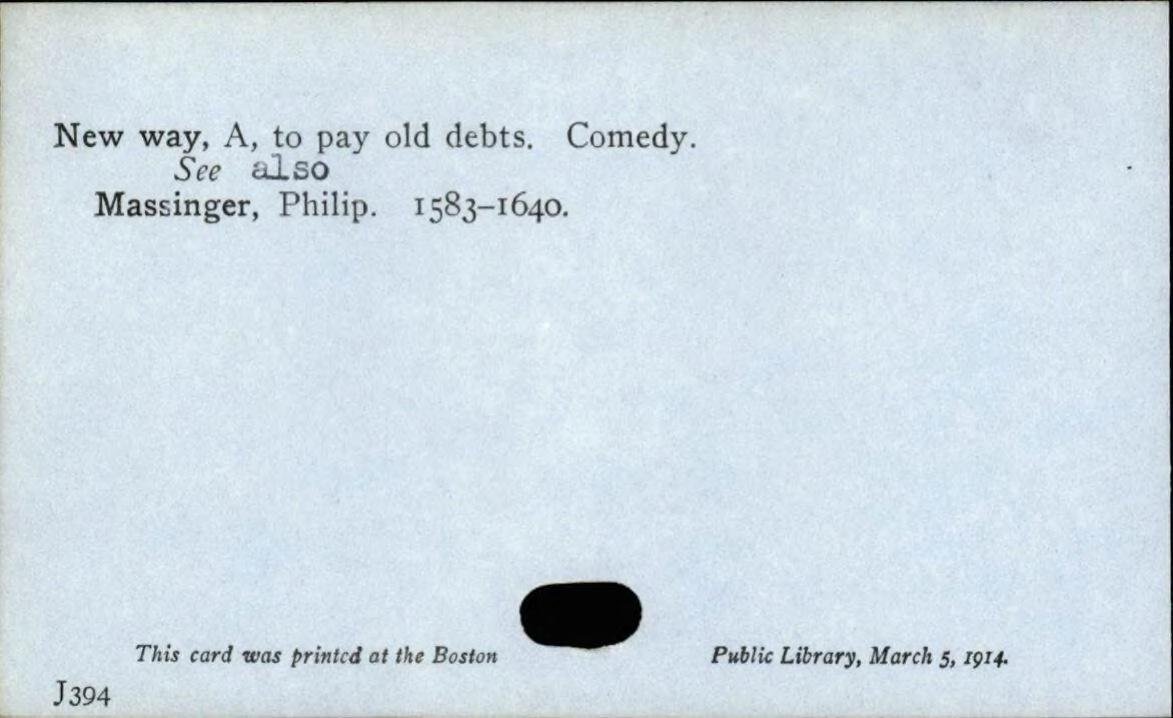 New way, A, to pay old debts. Comedy.
See also
Massinger, Philip. 1583–1640.
This card was printed at the Boston Public Library, March 5, 1914.
J394